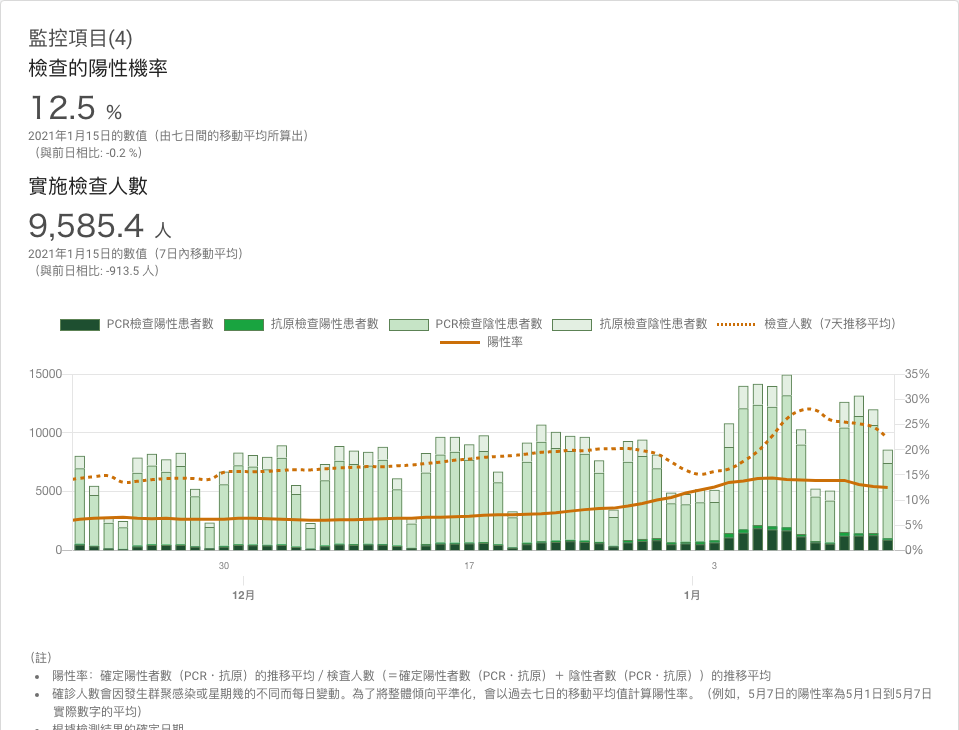 監控項目(4)
檢查的陽性機率
12.5 %
2021年1月15日的數值（由七日間的移動平均所算出）
（與前日相比: -0.2 %）
實施檢查人數
9,585.4 人
2021年1月15日的數值（7日內移動平均）
（與前日相比: -913.5 人）
PCR檢查陽性患者數 抗原檢查陽性患者數 PCR檢查陰性患者數 抗原檢查陰性患者數 檢查人數（7天推移平均）
陽性率
15000 35%
30%
10000 25%
20%
5000 15%
10%
5%
0 0%
30 17 3
12月 1月
（註）
• 陽性率：確定陽性者數（PCR・抗原）的推移平均 / 検査人數（＝確定陽性者數（PCR・抗原）＋ 陰性者數（PCR・抗原））的推移平均
• 確診人數會因發生群聚感染或星期幾的不同而每日變動。為了將整體傾向平準化，會以過去七日的移動平均值計算陽性率。（例如，5月7日的陽性率為5月1日到5月7日
實際數字的平均）
• 根據檢測結果的確定日期